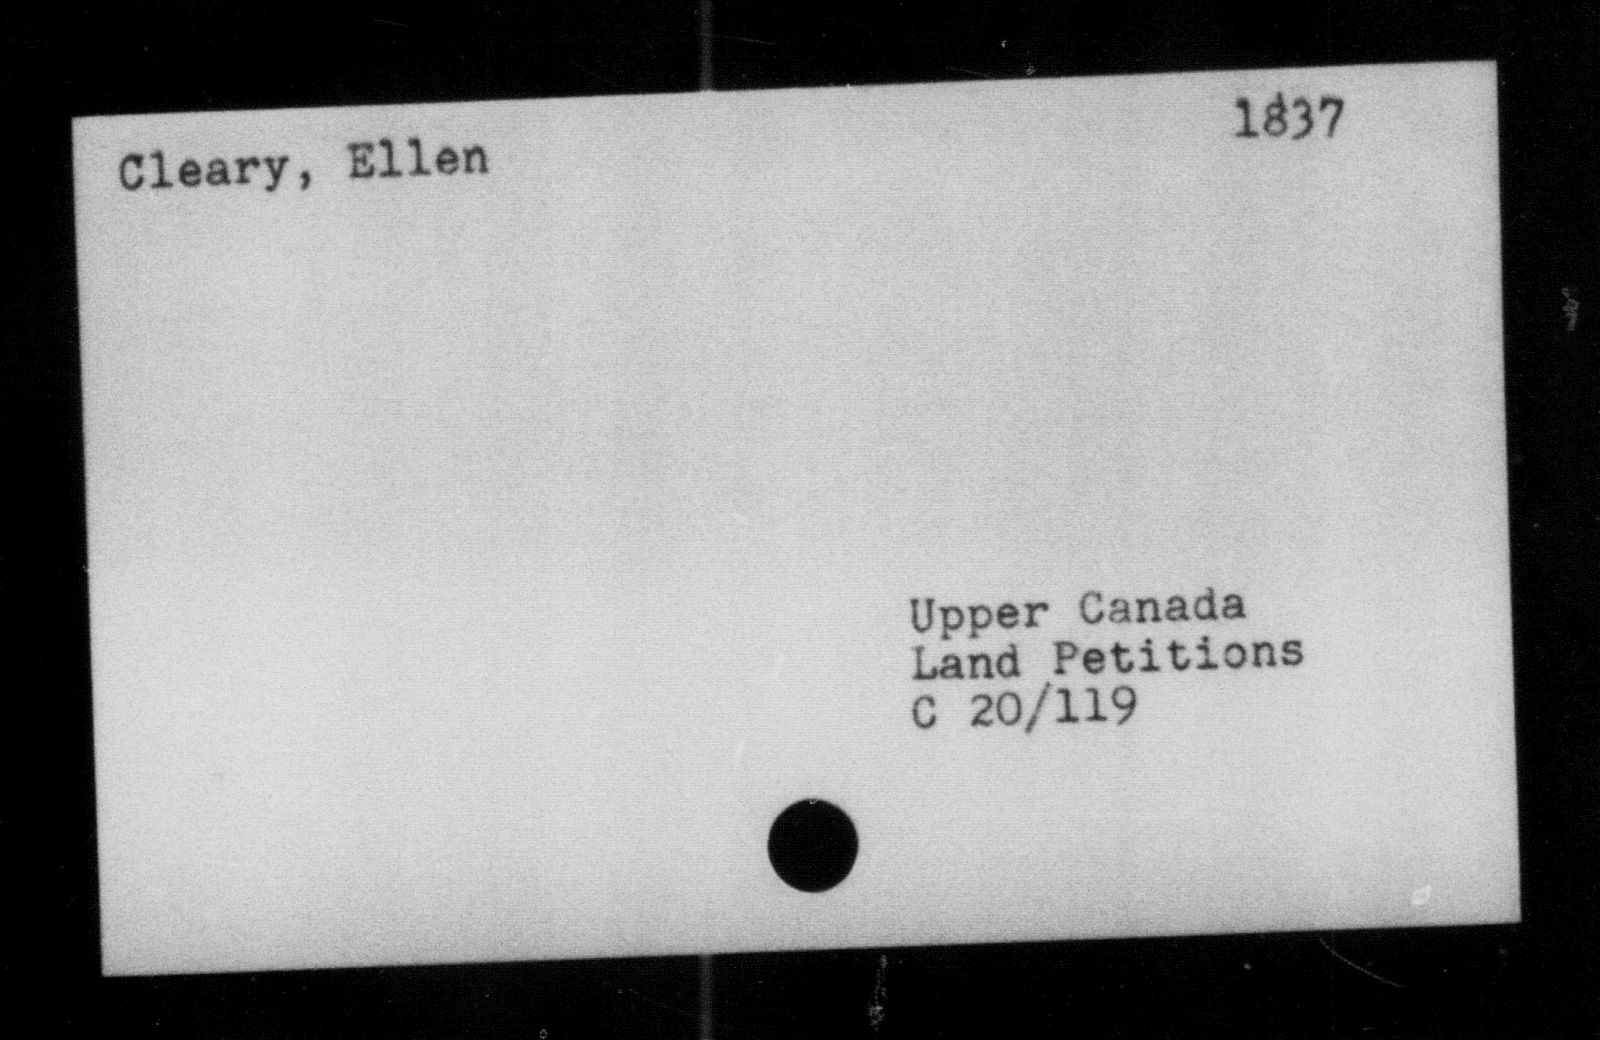 Cleary, Ellen 1837
Upper Canada
Land Petitions
C 20/119